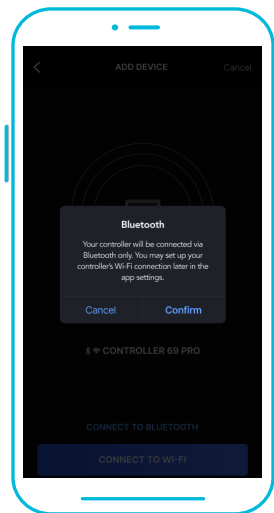 ADD DEVICE
Cancel
Bluetooth
Your controller will be connected via
Bluetooth only. You may set up your
controller's Wi-Fi connection later in the
app settings.
Cancel
Confirm
CONTROLLER 69 PRO
CONNECT TO BLUETOOTH
CONNECT TO WI-FI